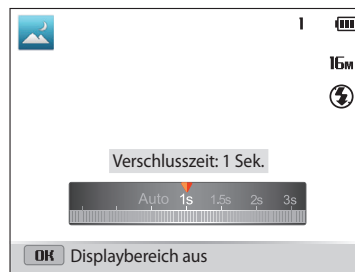 1
16M
Verschlusszeit: 1 Sek.
Auto 1s 1.5s 2s 3s
OK Displaybereich aus